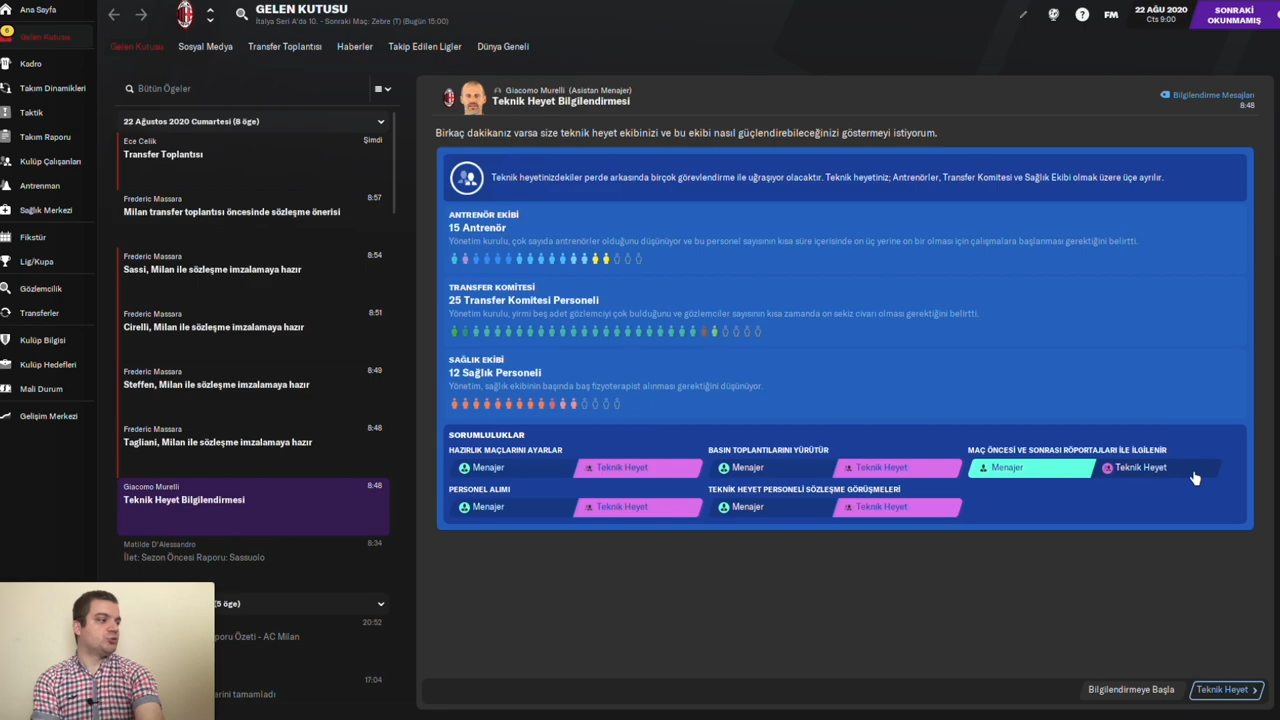 Ana Sayfa
6
Gelen Kutusu
Kadro
Takım Dinamikleri
Taktik
Takım Raporu
Kulüp Çalışanları
Antrenman
Sağlık Merkezi
Fikstür
Lig/Kupa
Gözlemcilik
Transferler
Kulüp Bilgisi
Kulüp Hedefleri
Mali Durum
Gelişim Merkezi
GELEN KUTUSU
İtalya Seri A'da 10. - Sonraki Maç: Zebre (T) (Bugün 15:00)
FM
22 AĞU 2020
Cts 9:00
SONRAKİ
OKUNMAMIŞ
Gelen Kutusu
Sosyal Medya
Transfer Toplantısı
Haberler
Takip Edilen Ligler
Dünya Geneli
Bütün Ögeler
22 Ağustos 2020 Cumartesi (8 öge)
Ece Celik
Şimdi
Transfer Toplantısı
Frederic Massara
8:57
Milan transfer toplantısı öncesinde sözleşme önerisi
Frederic Massara
8:54
Sassi, Milan ile sözleşme imzalamaya hazır
Frederic Massara
8:51
Cirelli, Milan ile sözleşme imzalamaya hazır
Frederic Massara
8:49
Steffen, Milan ile sözleşme imzalamaya hazır
Frederic Massara
8:48
Tagliani, Milan ile sözleşme imzalamaya hazır
Giacomo Murelli
8:48
Teknik Heyet Bilgilendirmesi
Matilde D'Alessandro
8:34
İlet: Sezon Öncesi Raporu: Sassuolo
(5 öge)
20:52
Özeti - AC Milan
17:04
tamamladı
Giacomo Murelli (Asistan Menajer)
Teknik Heyet Bilgilendirmesi
Bilgilendirme Mesajları
8:48
Birkaç dakikanız varsa size teknik heyet ekibinizi ve bu ekibi nasıl güçlendirebileceğinizi göstermeyi istiyorum.
Teknik heyetinizdekiler perde arkasında birçok görevlendirme ile uğraşıyor olacaktır. Teknik heyetiniz; Antrenörler, Transfer Komitesi ve Sağlık Ekibi olmak üzere üçe ayrılır.
ANTRENÖR EKİBİ
15 Antrenör
Yönetim kurulu, çok sayıda antrenörler olduğunu düşünüyor ve bu personel sayısının kısa süre içerisinde on üç yerine on bir olması için çalışmalara başlanması gerektiğini belirtti.
TRANSFER KOMİTESİ
25 Transfer Komitesi Personeli
Yönetim kurulu, yirmi beş adet gözlemciyi çok bulduğunu ve gözlemciler sayısının kısa zamanda on sekiz civarı olması gerektiğini belirtti.
SAĞLIK EKİBİ
12 Sağlık Personeli
Yönetim, sağlık ekibinin başında baş fizyoterapist alınması gerektiğini düşünüyor.
SORUMLULUKLAR
HAZIRLIK MAÇLARINI AYARLAR
Menajer
Teknik Heyet
BASIN TOPLANTILARINI YÜRÜTÜR
Menajer
Teknik Heyet
MAÇ ÖNCESİ VE SONRASI RÖPORTAJLARI İLE İLGİLENİR
Menajer
Teknik Heyet
PERSONEL ALIMI
Menajer
Teknik Heyet
TEKNİK HEYET PERSONELİ SÖZLEŞME GÖRÜŞMELERİ
Menajer
Teknik Heyet
Bilgilendirmeye Başla
Teknik Heyet